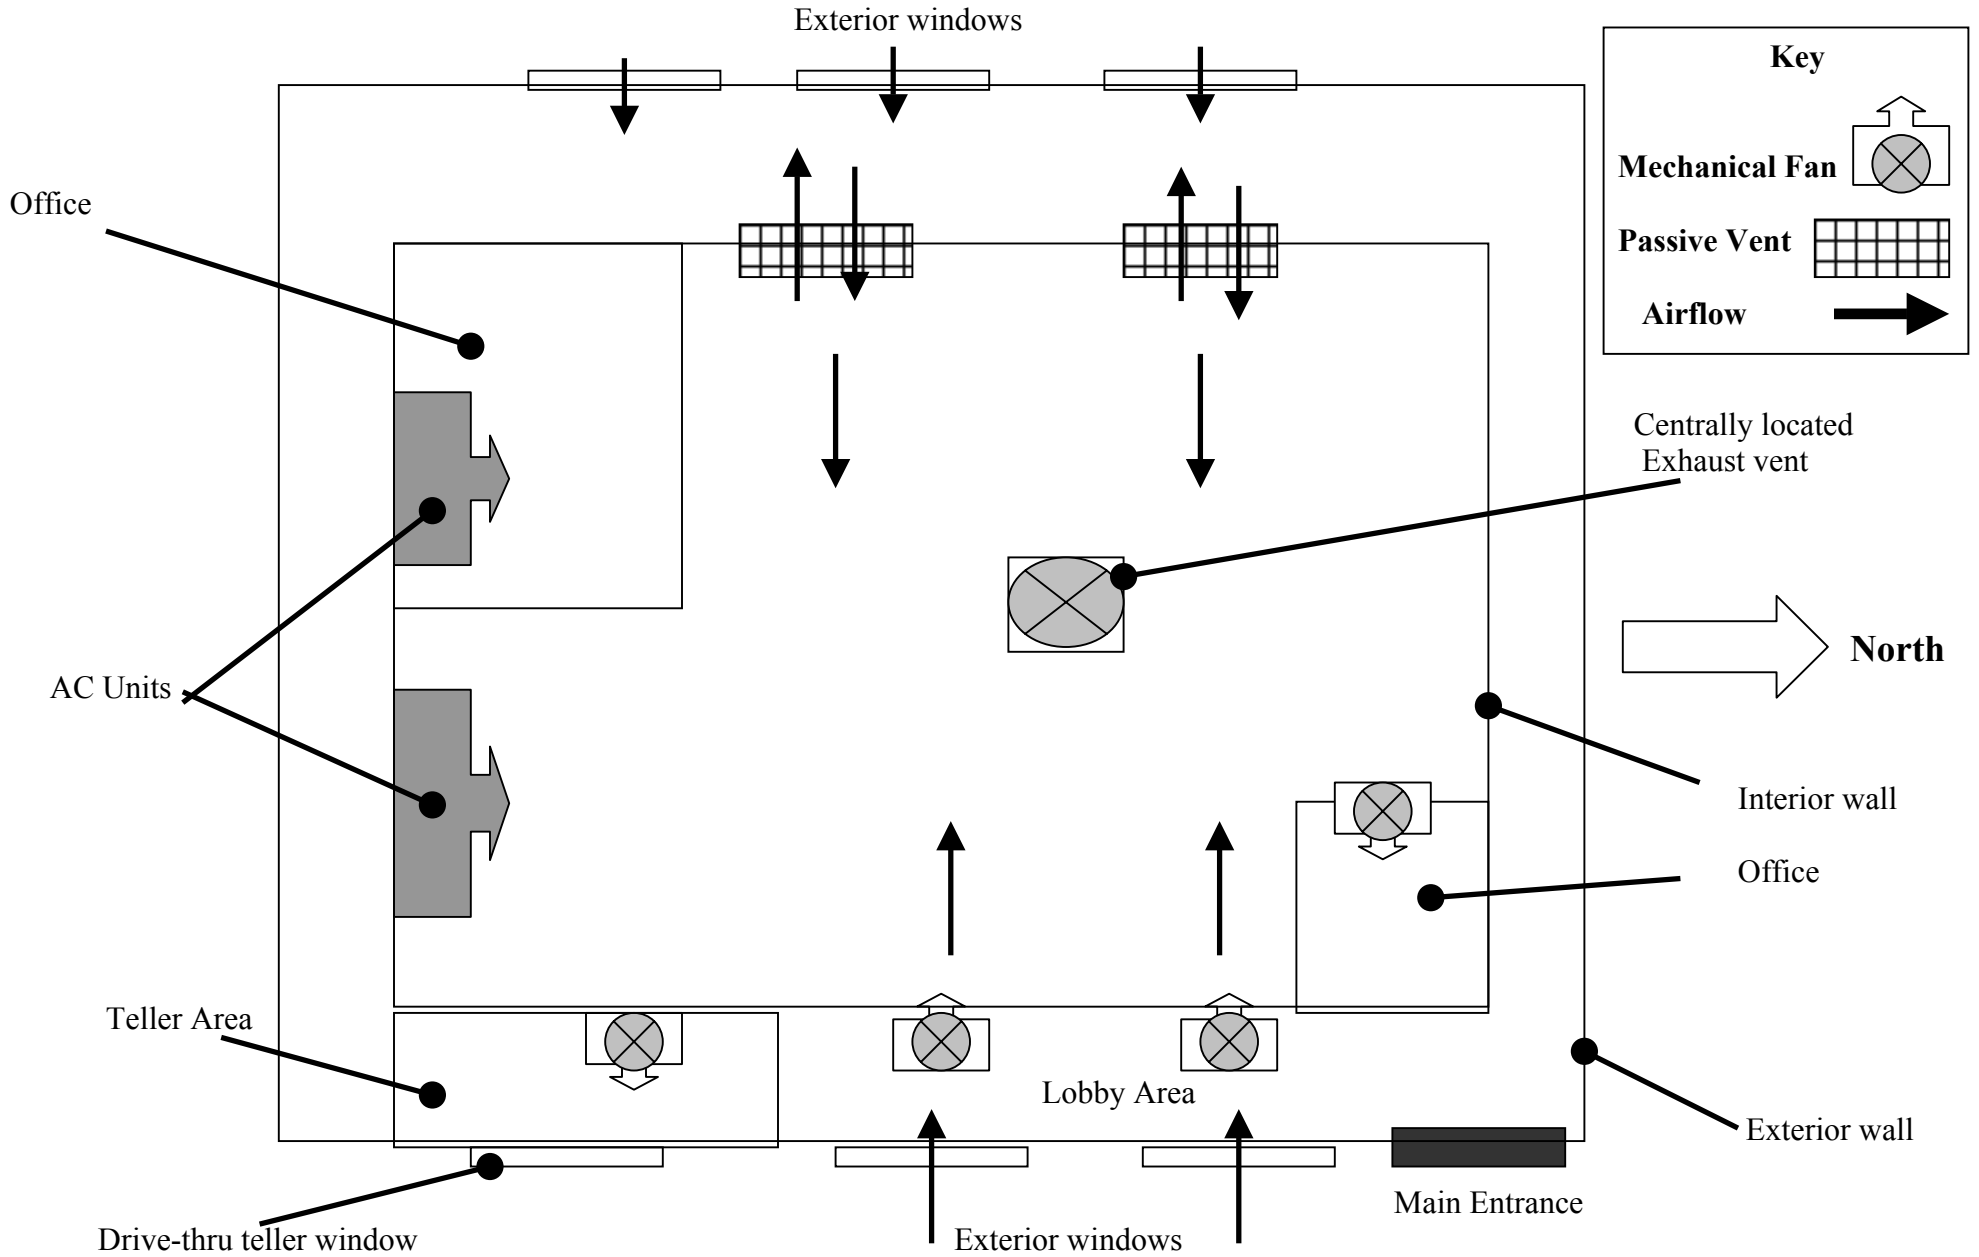 Exterior windows
Key
Mechanical Fan
Passive Vent
Airflow
Office
Centrally located
Exhaust vent
North
AC Units
Interior wall
Office
Teller Area
Lobby Area
Exterior wall
Main Entrance
Drive-thru teller window
Exterior windows